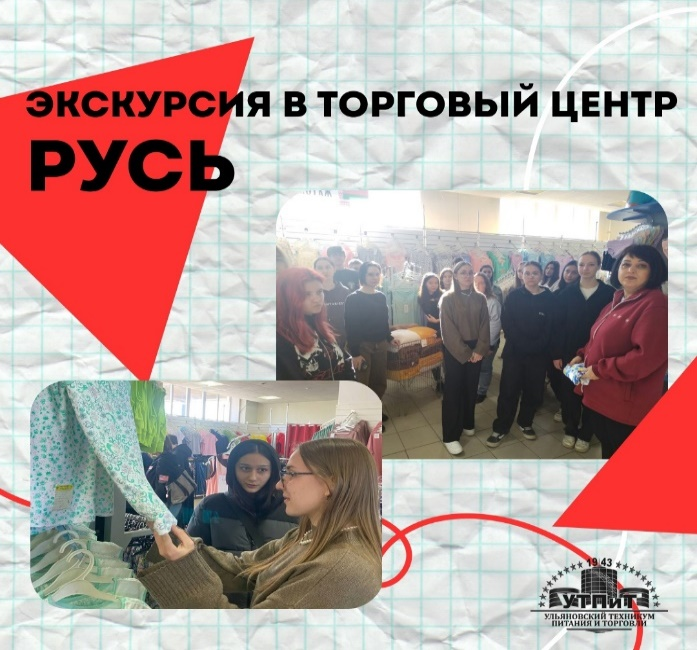 ЭКСКУРСИЯ В ТОРГОВЫЙ ЦЕНТР
РУСЬ
19 43
УТПиТ
УЛЬЯНОВСКИЙ ТЕХНИКУМ
ПИТАНИЯ И ТОРГОВЛИ